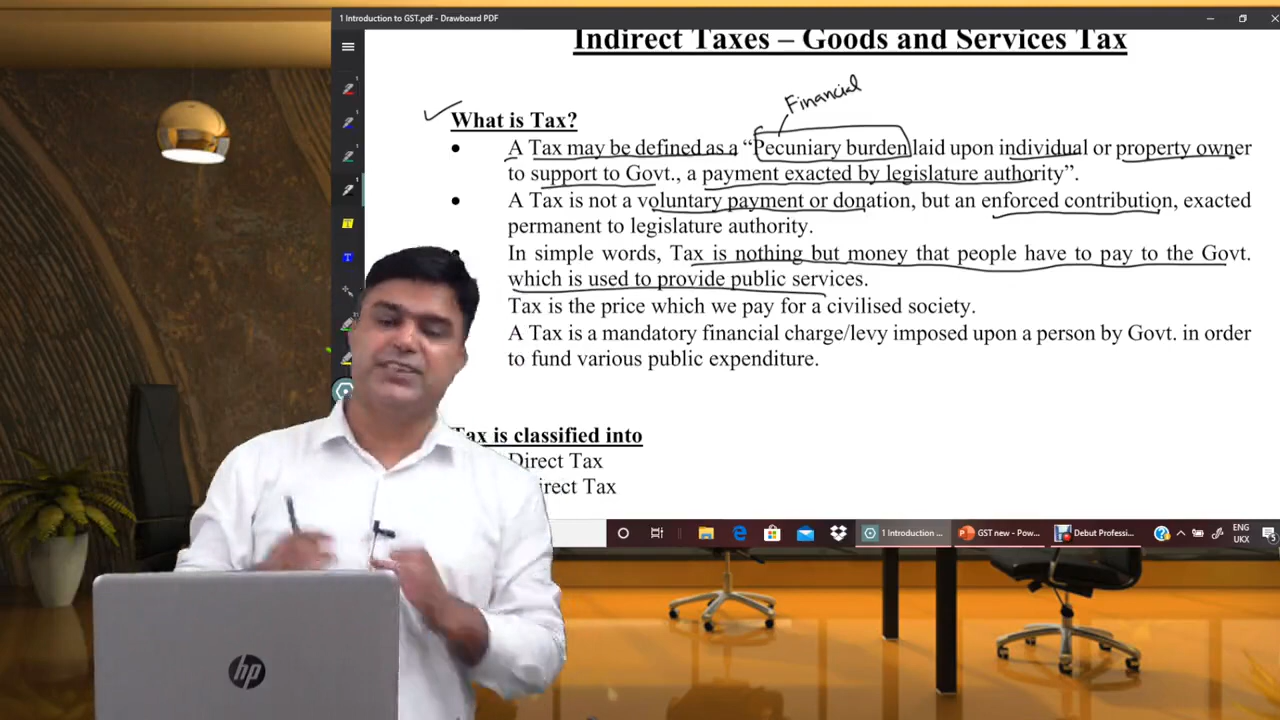 1 Introduction to GST.pdf - Drawboard PDF
Indirect Taxes – Goods and Services Tax
Financial
What is Tax?
• A Tax may be defined as a “Pecuniary burden laid upon individual or property owner
to support to Govt., a payment exacted by legislature authority”.
• A Tax is not a voluntary payment or donation, but an enforced contribution, exacted
permanent to legislature authority.
In simple words, Tax is nothing but money that people have to pay to the Govt.
which is used to provide public services.
Tax is the price which we pay for a civilised society.
A Tax is a mandatory financial charge/levy imposed upon a person by Govt. in order
to fund various public expenditure.
Tax is classified into
Direct Tax
irect Tax
1 Introduction ...
GST new - Pow...
Debut Professi...
ENG
UKX
5
hp